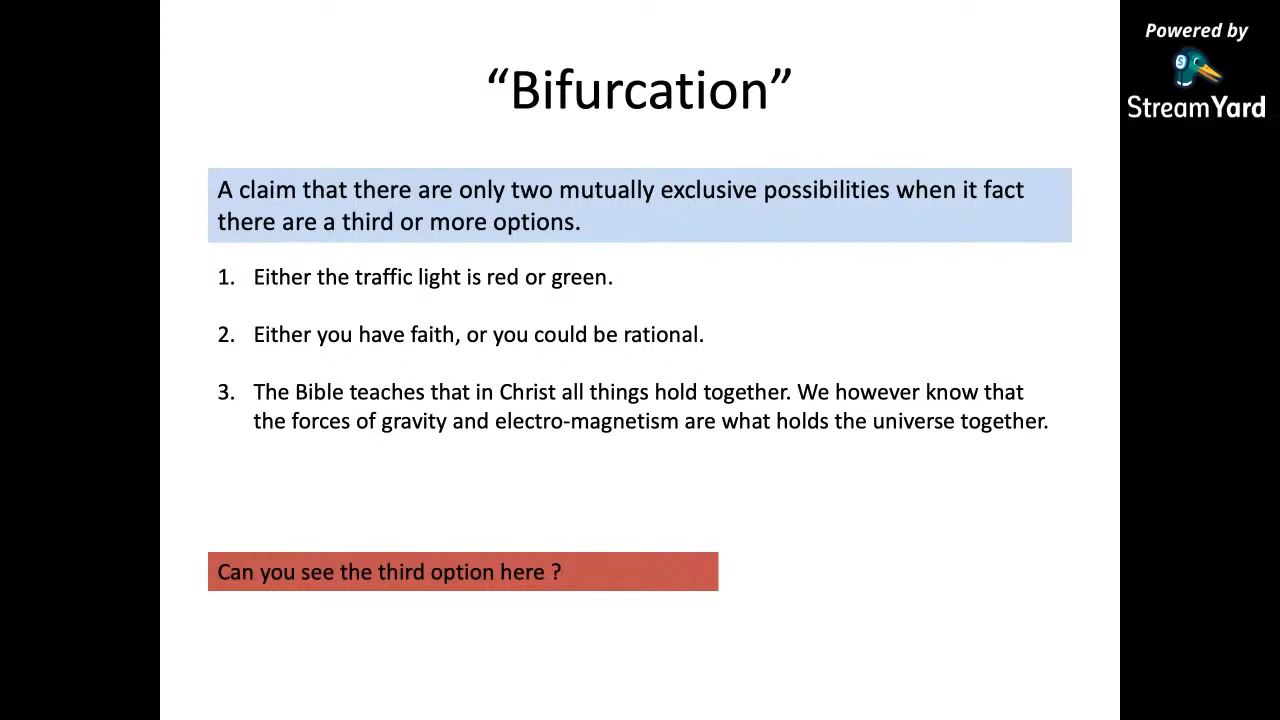 Powered by
StreamYard
“Bifurcation”
A claim that there are only two mutually exclusive possibilities when it fact
there are a third or more options.
1. Either the traffic light is red or green.
2. Either you have faith, or you could be rational.
3. The Bible teaches that in Christ all things hold together. We however know that
the forces of gravity and electro-magnetism are what holds the universe together.
Can you see the third option here ?